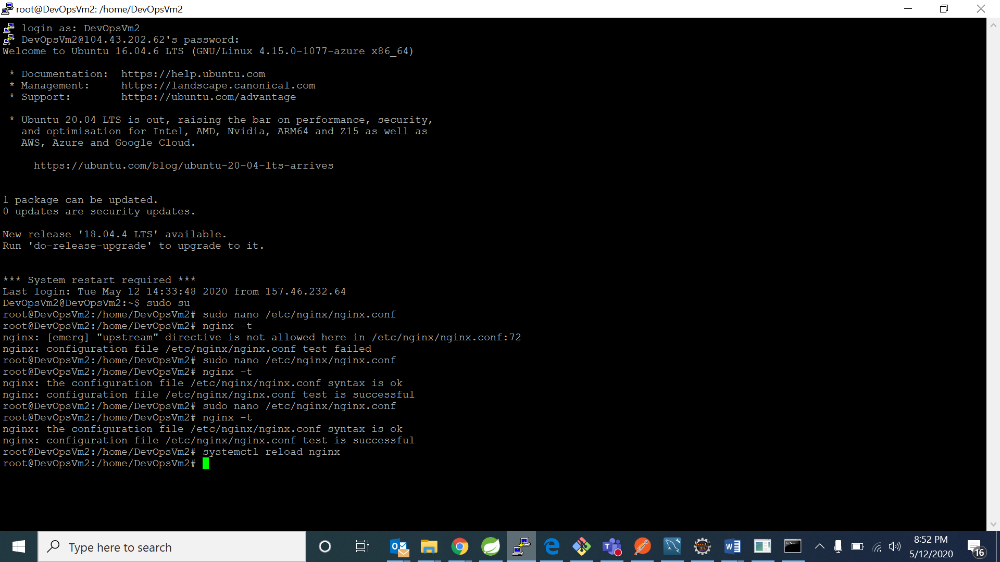 root@DevOpsVm2: /home/DevOpsVm2
login as: DevOpsVm2
DevOpsVm2@104.43.202.62's password:
Welcome to Ubuntu 16.04.6 LTS (GNU/Linux 4.15.0-1077-azure x86_64)
* Documentation:  https://help.ubuntu.com
* Management:     https://landscape.canonical.com
* Support:        https://ubuntu.com/advantage
* Ubuntu 20.04 LTS is out, raising the bar on performance, security,
and optimisation for Intel, AMD, Nvidia, ARM64 and Z15 as well as
AWS, Azure and Google Cloud.
https://ubuntu.com/blog/ubuntu-20-04-lts-arrives
1 package can be updated.
0 updates are security updates.
New release '18.04.4 LTS' available.
Run 'do-release-upgrade' to upgrade to it.
*** System restart required ***
Last login: Tue May 12 14:33:48 2020 from 157.46.232.64
DevOpsVm2@DevOpsVm2:~$ sudo su
root@DevOpsVm2:/home/DevOpsVm2# sudo nano /etc/nginx/nginx.conf
root@DevOpsVm2:/home/DevOpsVm2# nginx -t
nginx: [emerg] "upstream" directive is not allowed here in /etc/nginx/nginx.conf:72
nginx: configuration file /etc/nginx/nginx.conf test failed
root@DevOpsVm2:/home/DevOpsVm2# sudo nano /etc/nginx/nginx.conf
root@DevOpsVm2:/home/DevOpsVm2# nginx -t
nginx: the configuration file /etc/nginx/nginx.conf syntax is ok
nginx: configuration file /etc/nginx/nginx.conf test is successful
root@DevOpsVm2:/home/DevOpsVm2# sudo nano /etc/nginx/nginx.conf
root@DevOpsVm2:/home/DevOpsVm2# nginx -t
nginx: the configuration file /etc/nginx/nginx.conf syntax is ok
nginx: configuration file /etc/nginx/nginx.conf test is successful
root@DevOpsVm2:/home/DevOpsVm2# systemctl reload nginx
root@DevOpsVm2:/home/DevOpsVm2#
Type here to search
8:52 PM
5/12/2020
16